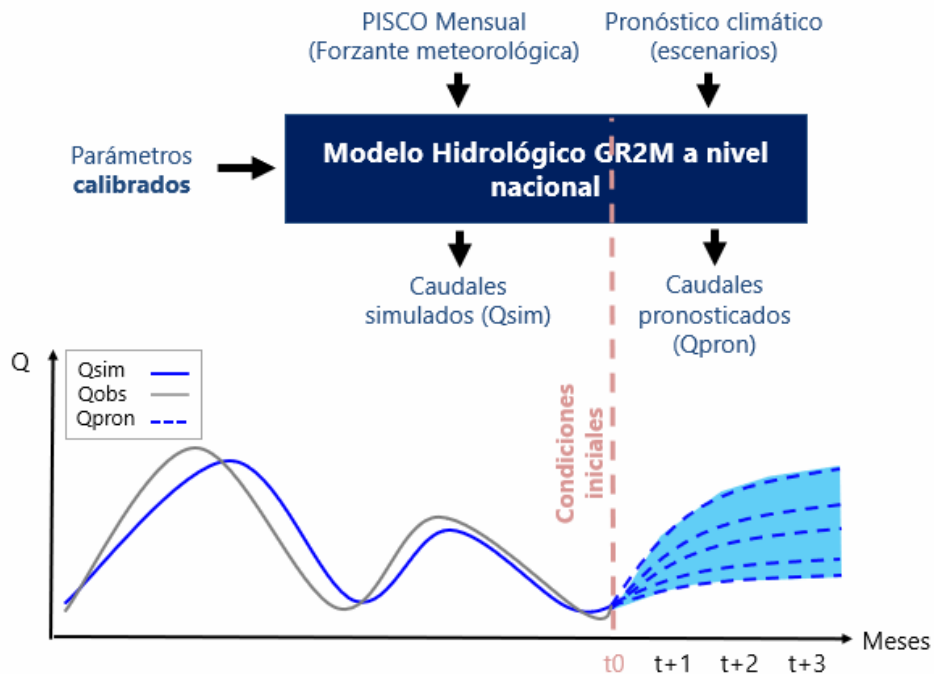 PISCO Mensual
(Forzante meteorológica)
Pronóstico climático
(escenarios)
Parámetros
calibrados
Modelo Hidrológico GR2M a nivel
nacional
Caudales
simulados (Qsim)
Caudales
pronosticados
(Qpron)
Q
Qsim
Qobs
Qpron
Condiciones
iniciales
Meses
t0
t+1
t+2
t+3